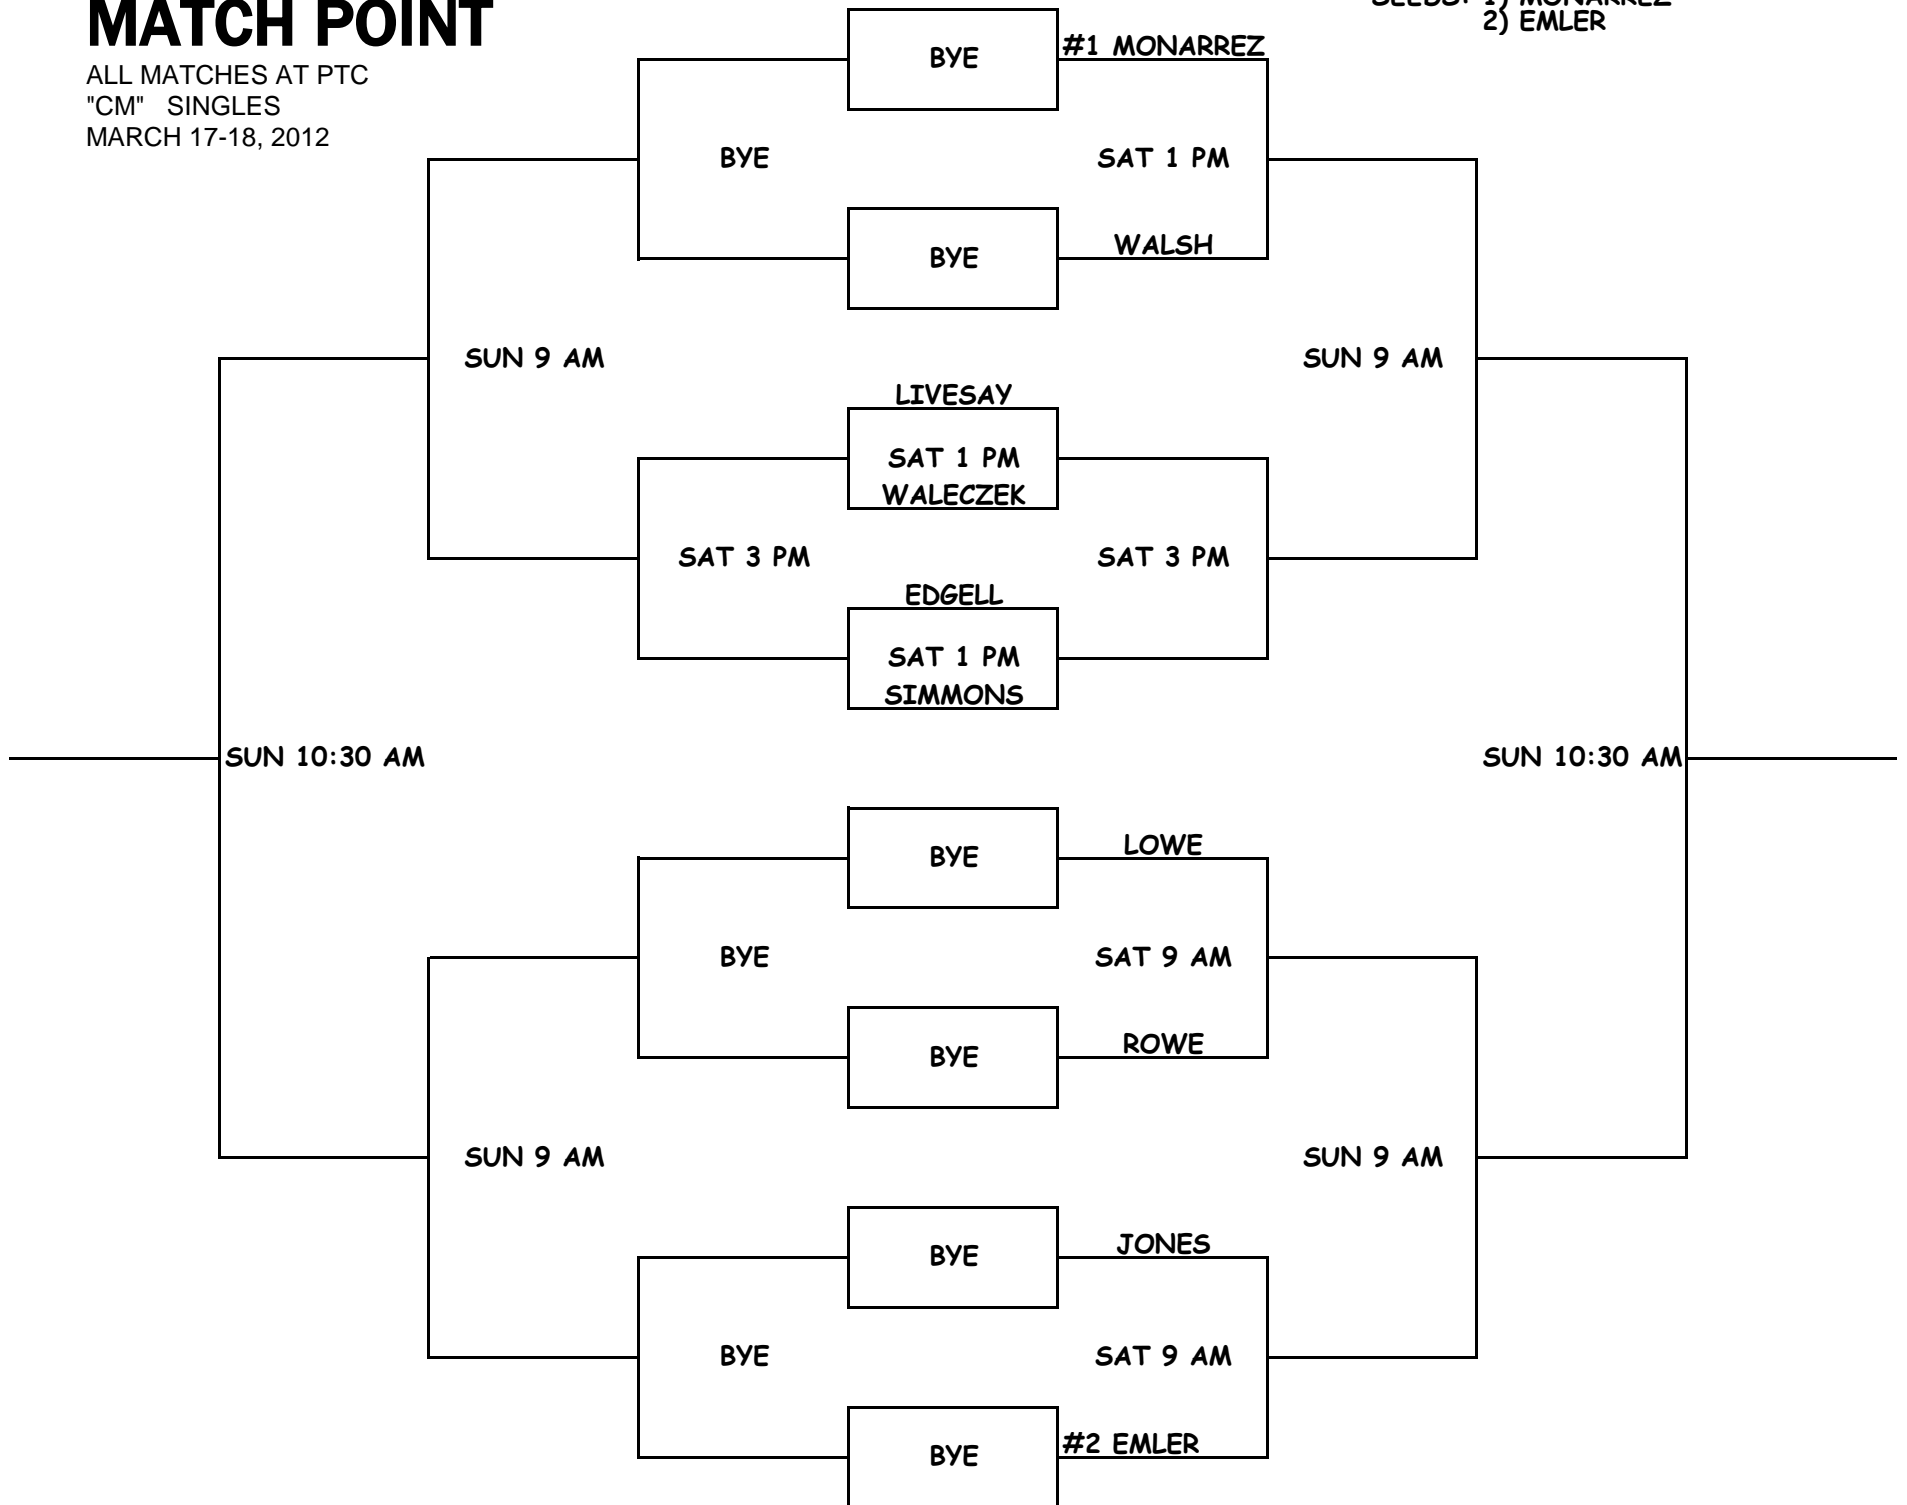 MATCH POINT
ALL MATCHES AT PTC
"CM" SINGLES
MARCH 17-18, 2012
SEEDS: 1) MONARREZ
2) EMLER
BYE
#1 MONARREZ
BYE
SAT 1 PM
BYE
WALSH
SUN 9 AM
SUN 9 AM
LIVESAY
SAT 1 PM
WALECZEK
SAT 3 PM
SAT 3 PM
EDGELL
SAT 1 PM
SIMMONS
SUN 10:30 AM
SUN 10:30 AM
BYE
LOWE
BYE
SAT 9 AM
BYE
ROWE
SUN 9 AM
SUN 9 AM
BYE
JONES
BYE
SAT 9 AM
BYE
#2 EMLER